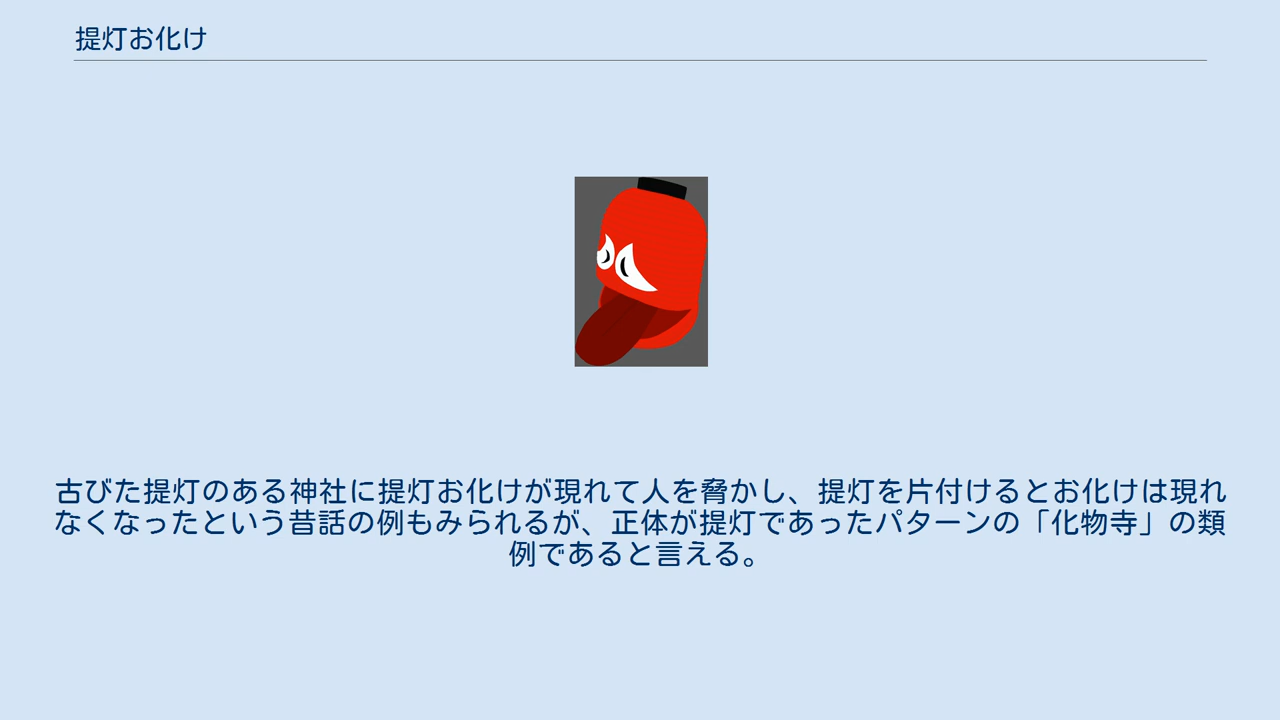 提灯お化け
古びた提灯のある神社に提灯お化けが現れて人を脅かし、提灯を片付けるとお化けは現れ
なくなったという昔話の例もみられるが、正体が提灯であったパターンの「化物寺」の類
例であると言える。